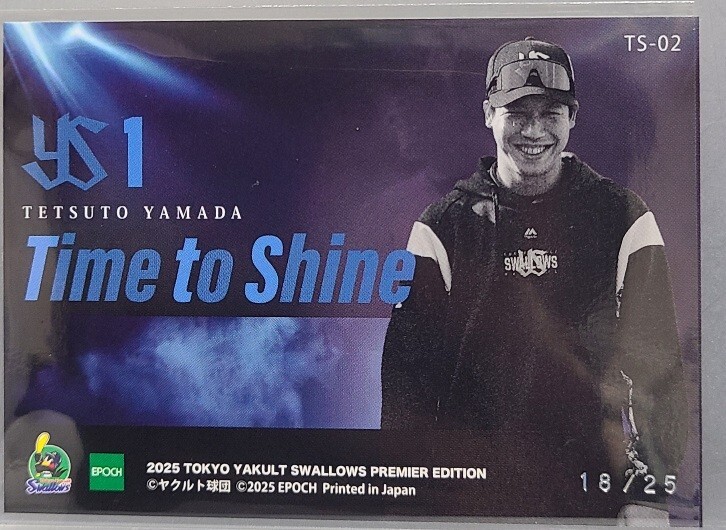 TS-02
YS 1
TETSUTO YAMADA
Time to Shine
SWALLOWS
Swallows
EPOCH
2025 TOKYO YAKULT SWALLOWS PREMIER EDITION
©ヤクルト球団 ©2025 EPOCH Printed in Japan
18/25